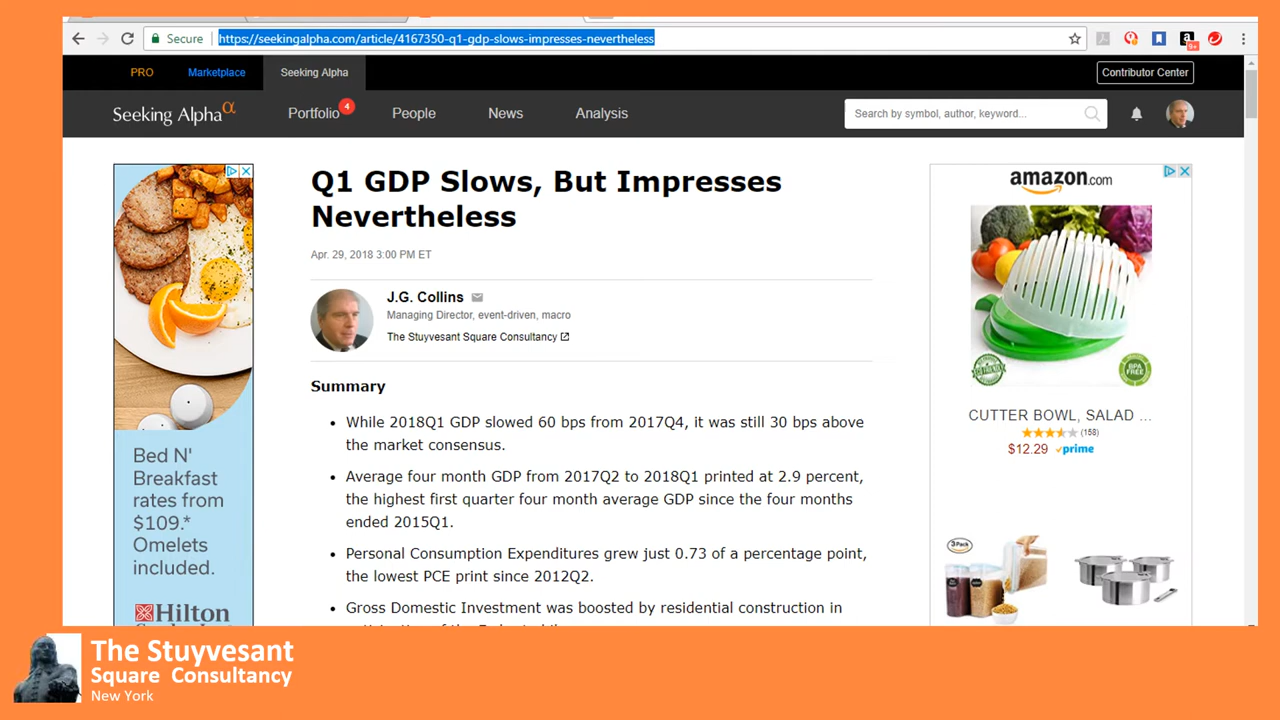 Secure
https://seekingalpha.com/article/4167350-q1-gdp-slows-impresses-nevertheless
a
9+
PRO
Marketplace
Seeking Alpha
Contributor Center
Seeking Alpha α
Portfolio
4
People
News
Analysis
Search by symbol, author, keyword...
Q1 GDP Slows, But Impresses
Nevertheless
Apr. 29, 2018 3:00 PM ET
J.G. Collins
Managing Director, event-driven, macro
The Stuyvesant Square Consultancy
Summary
• While 2018Q1 GDP slowed 60 bps from 2017Q4, it was still 30 bps above
the market consensus.
• Average four month GDP from 2017Q2 to 2018Q1 printed at 2.9 percent,
the highest first quarter four month average GDP since the four months
ended 2015Q1.
• Personal Consumption Expenditures grew just 0.73 of a percentage point,
the lowest PCE print since 2012Q2.
• Gross Domestic Investment was boosted by residential construction in
Bed N'
Breakfast
rates from
$109.*
Omelets
included.
Hilton
amazon.com
BPA
FREE
CUTTER BOWL, SALAD ...
(158)
$12.29 prime
3 Pack
The Stuyvesant
Square Consultancy
New York